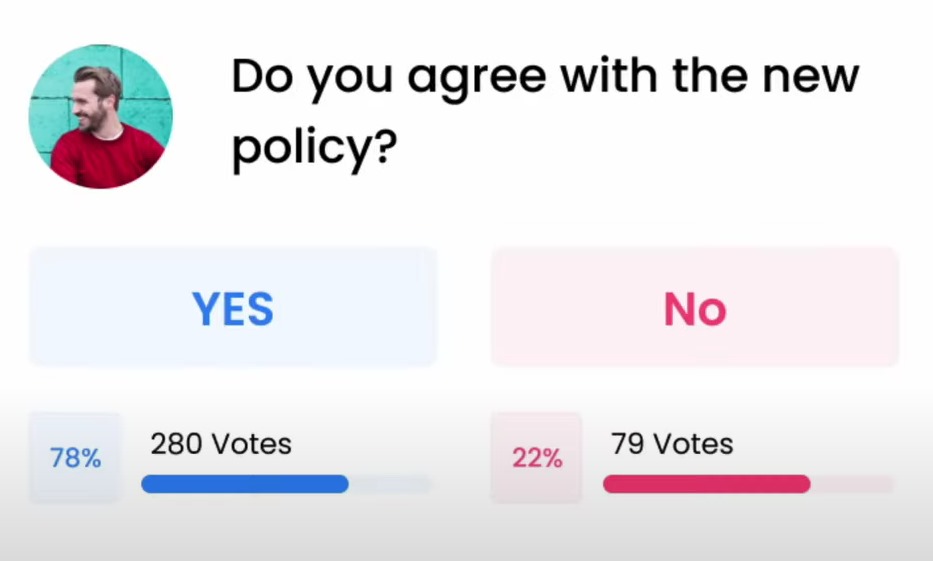 Do you agree with the new
policy?
YES
No
78%
280 Votes
22%
79 Votes